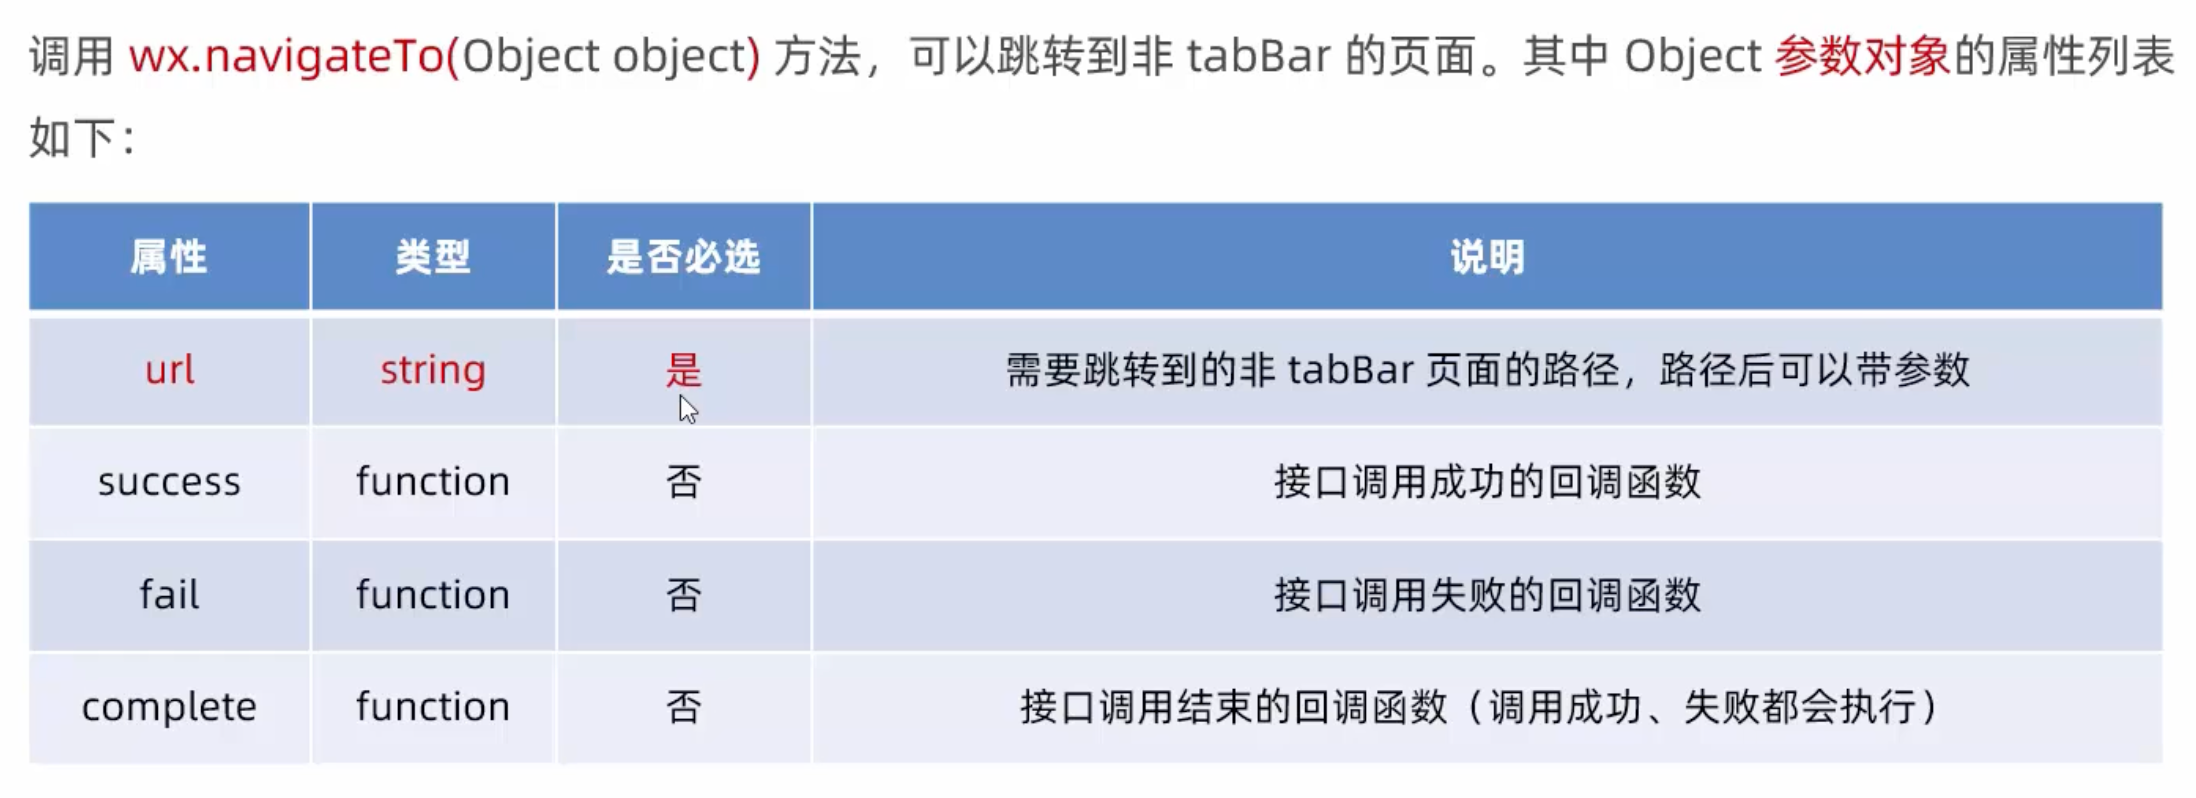 调用 wx.navigateTo(Object object) 方法，可以跳转到非 tabBar 的页面。其中 Object 参数对象的属性列表
如下：
属性 类型 是否必选 说明
url string 是 需要跳转到的非 tabBar 页面的路径，路径后可以带参数
success function 否 接口调用成功的回调函数
fail function 否 接口调用失败的回调函数
complete function 否 接口调用结束的回调函数（调用成功、失败都会执行）